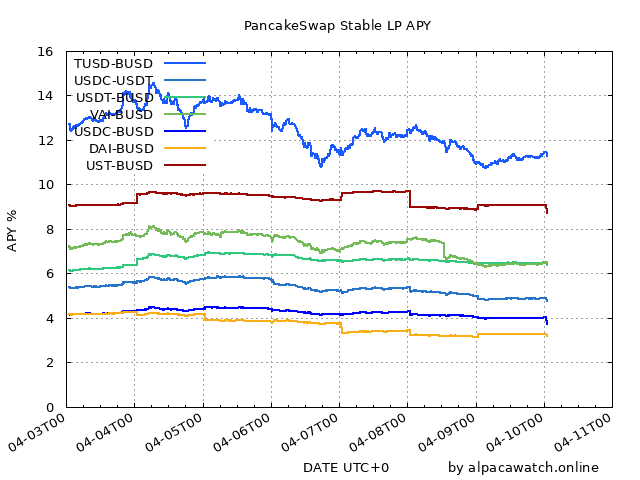 PancakeSwap Stable LP APY
16
14
12
10
8
6
4
2
0
APY %
TUSD-BUSD
USDC-USDT
USDT-BUSD
VAI-BUSD
USDC-BUSD
DAI-BUSD
UST-BUSD
04-03T00
04-04T00
04-05T00
04-06T00
04-07T00
04-08T00
04-09T00
04-10T00
04-11T00
DATE UTC+0
by alpacawatch.online